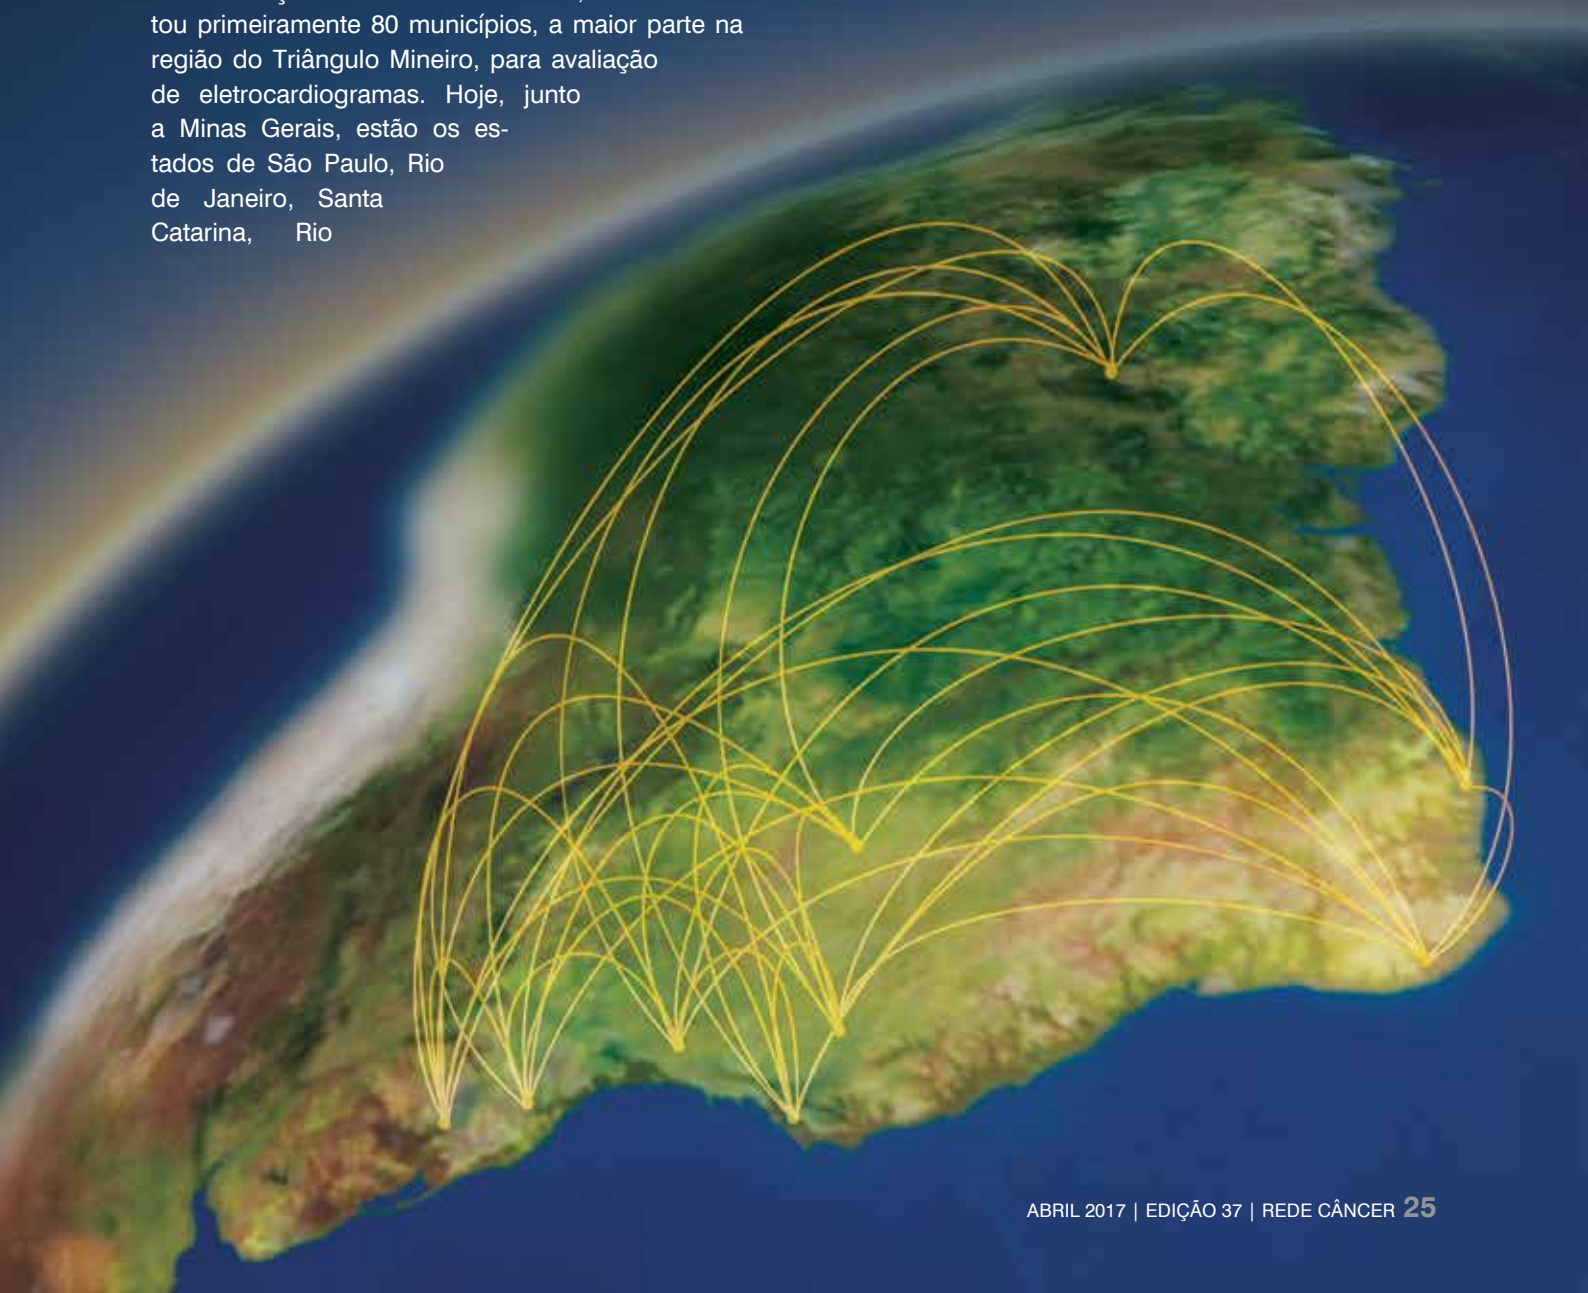 tou primeiramente 80 municípios, a maior parte na
região do Triângulo Mineiro, para avaliação
de eletrocardiogramas. Hoje, junto
a Minas Gerais, estão os es-
tados de São Paulo, Rio
de Janeiro, Santa
Catarina, Rio
ABRIL 2017 | EDIÇÃO 37 | REDE CÂNCER 25